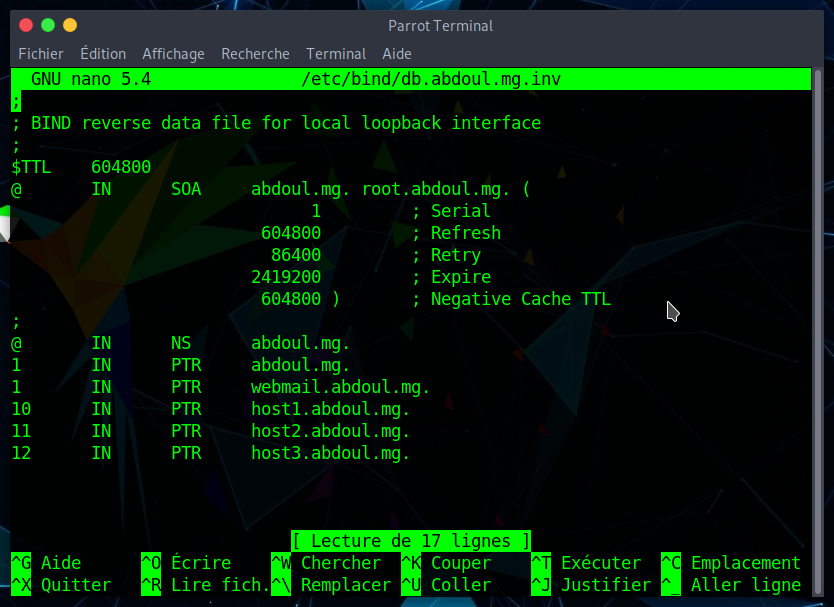 Parrot Terminal
Fichier Édition Affichage Recherche Terminal Aide
GNU nano 5.4 /etc/bind/db.abdoul.mg.inv
;
; BIND reverse data file for local loopback interface
;
$TTL 604800
@ IN SOA abdoul.mg. root.abdoul.mg. (
1 ; Serial
604800 ; Refresh
86400 ; Retry
2419200 ; Expire
604800 ) ; Negative Cache TTL
;
@ IN NS abdoul.mg.
1 IN PTR abdoul.mg.
1 IN PTR webmail.abdoul.mg.
10 IN PTR host1.abdoul.mg.
11 IN PTR host2.abdoul.mg.
12 IN PTR host3.abdoul.mg.
[ Lecture de 17 lignes ]
^G Aide ^O Écrire ^W Chercher ^K Couper ^T Exécuter ^C Emplacement
^X Quitter ^R Lire fich. ^\ Remplacer ^U Coller ^J Justifier ^_ Aller ligne